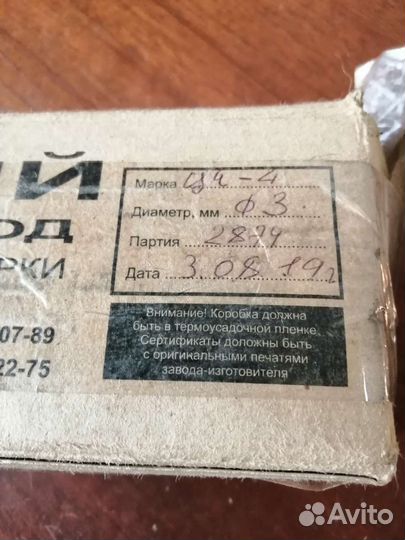 ИЙ
ОД
РКИ
07-89
22-75
Марка ЦЧ-4
Диаметр, мм ф3
Партия
Дата 3.08 19г
Внимание! Коробка должна
быть в термоусадочной пленке.
Сертификаты должны быть
с оригинальными печатями
завода-изготовителя
Avito